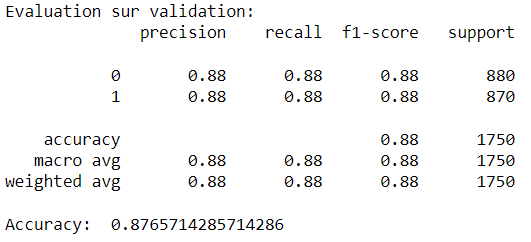 Evaluation sur validation:
precision recall f1-score support
0 0.88 0.88 0.88 880
1 0.88 0.88 0.88 870
accuracy 0.88 1750
macro avg 0.88 0.88 0.88 1750
weighted avg 0.88 0.88 0.88 1750
Accuracy: 0.8765714285714286